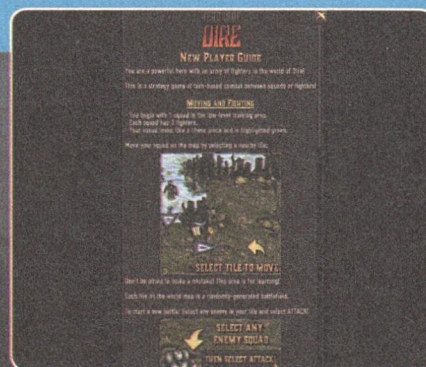 DIRE
NEW PLAYER GUIDE
You are a powerful hero with an army of fighters in the world of Dire!
This is a strategy game of turn-based combat between squads of fighters!
MOVING AND FIGHTING
- You begin with 1 squad in the low-level training area.
- Each squad has 3 fighters.
- Your squad looks like a chess piece and is highlighted green.
Move your squad on the map by selecting a nearby tile.
SELECT TILE TO MOVE
Don't be afraid to make a mistake! This area is for learning!
Each tile on the world map is a randomly-generated battlefield.
To start a new battle: Select any enemy in your tile and select ATTACK!
SELECT ANY
ENEMY SQUAD
THEN SELECT ATTACK!